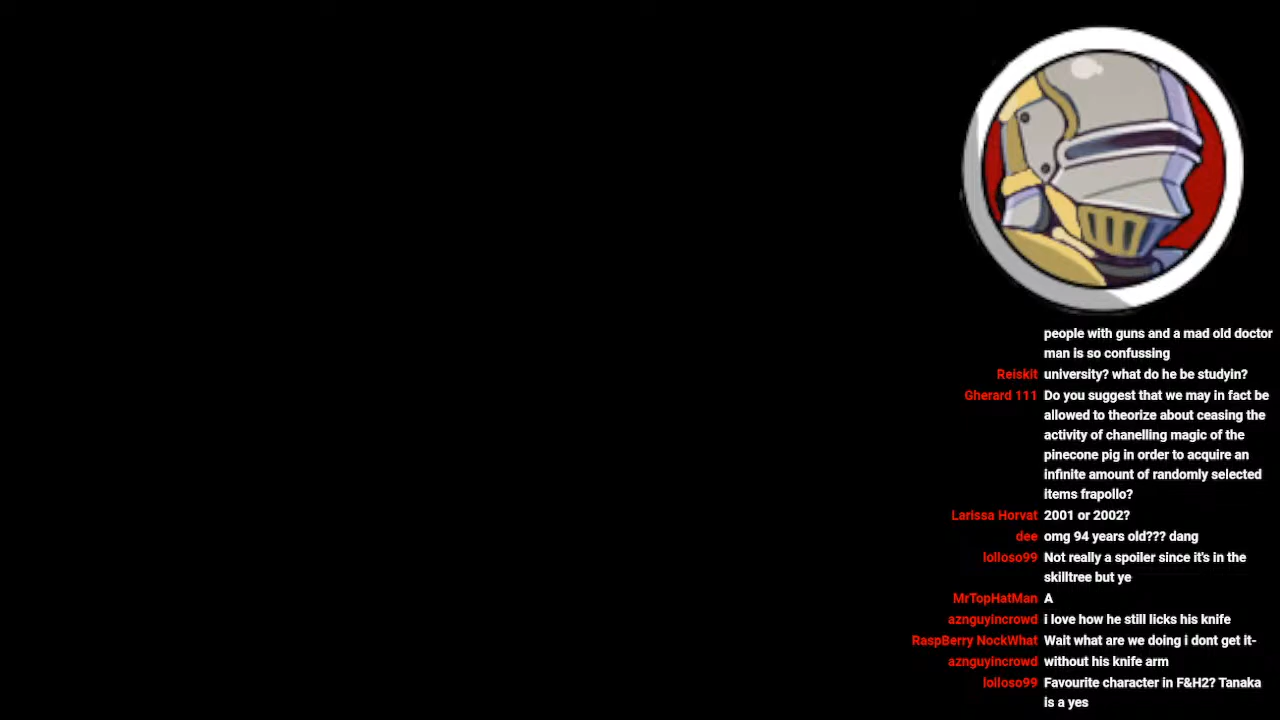 people with guns and a mad old doctor
man is so confussing
Reiskit university? what do he be studyin?
Gherard 111 Do you suggest that we may in fact be
allowed to theorize about ceasing the
activity of chanelling magic of the
pinecone pig in order to acquire an
infinite amount of randomly selected
items frapollo?
Larissa Horvat 2001 or 2002?
dee omg 94 years old??? dang
lolloso99 Not really a spoiler since it's in the
skilltree but ye
MrTopHatMan A
aznguyincrowd i love how he still licks his knife
RaspBerry NockWhat Wait what are we doing i dont get it-
aznguyincrowd without his knife arm
lolloso99 Favourite character in F&H2? Tanaka
is a yes